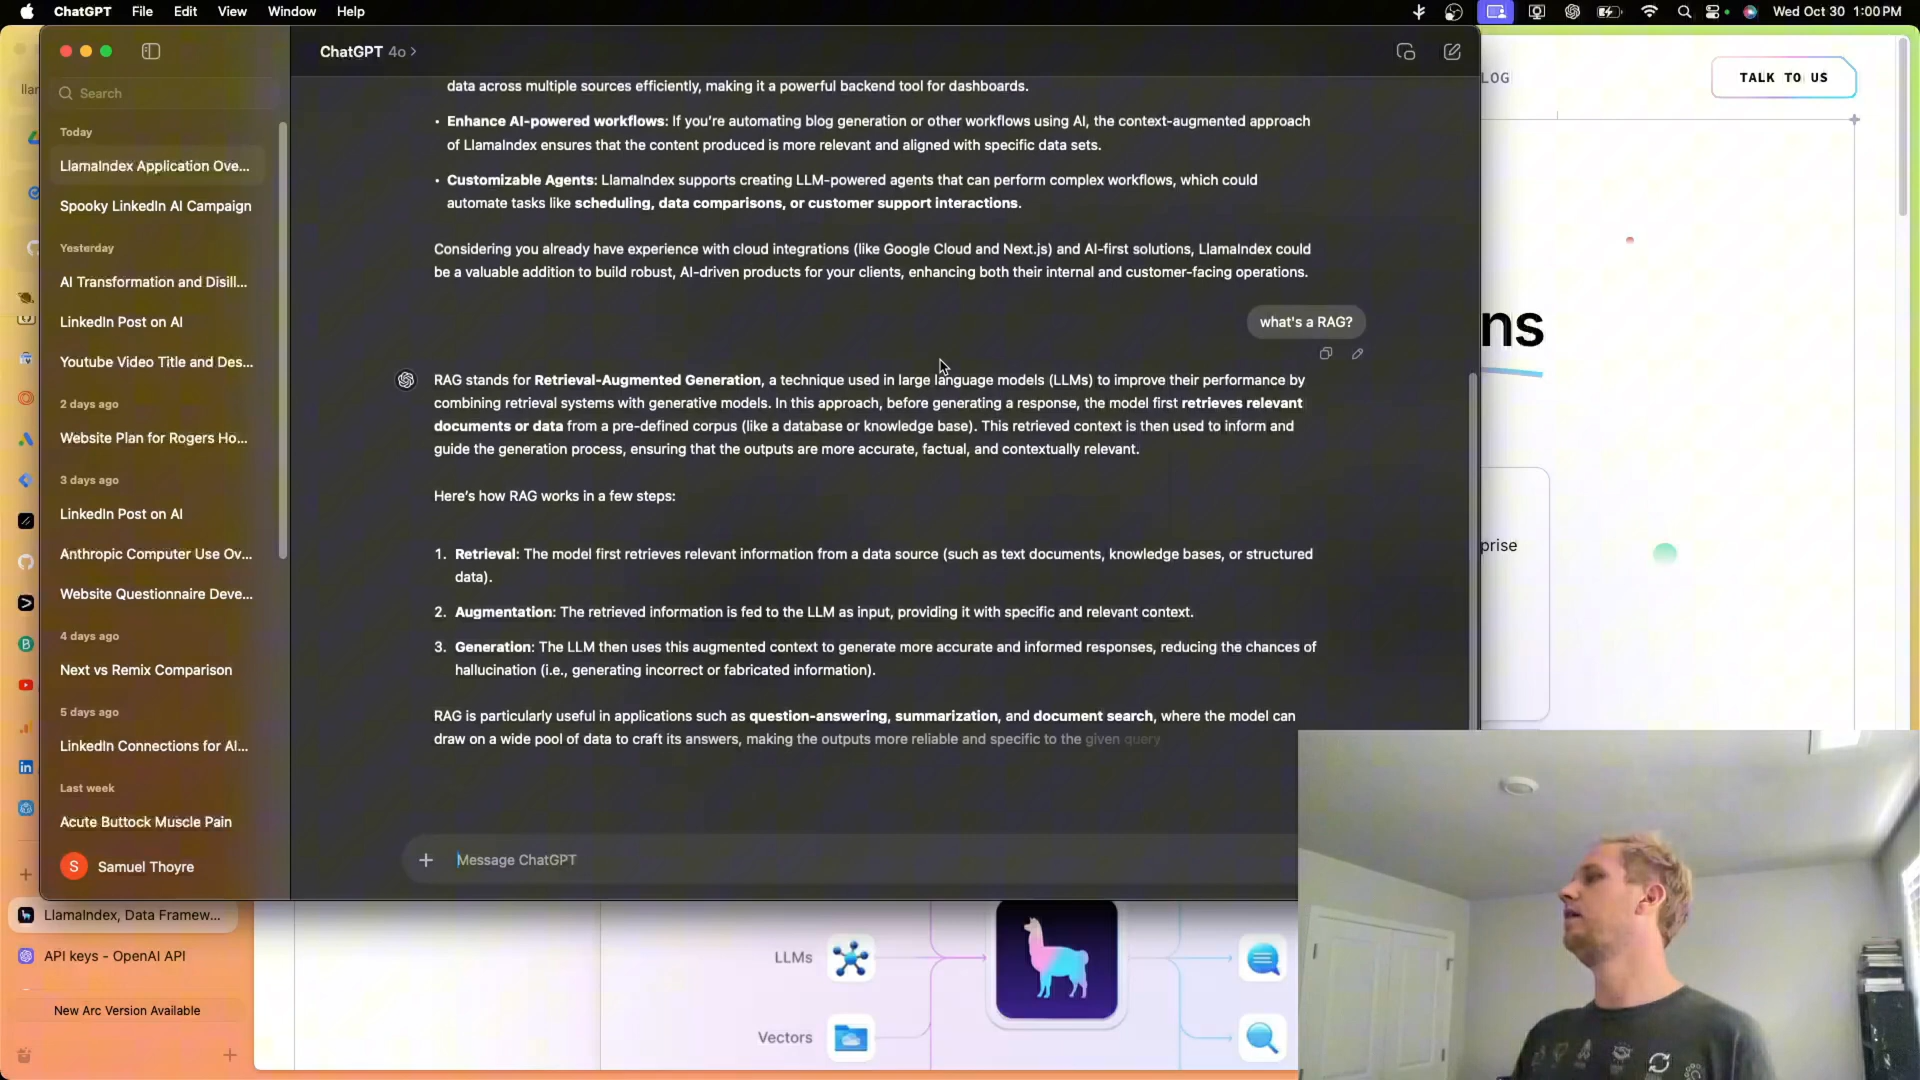 ChatGPT File Edit View Window Help
Wed Oct 30 1:00 PM
ChatGPT 4o >
Search
Today
LlamaIndex Application Ove...
Spooky LinkedIn AI Campaign
Yesterday
AI Transformation and Distill...
LinkedIn Post on AI
Youtube Video Title and Des...
2 days ago
Website Plan for Rogers Ho...
3 days ago
LinkedIn Post on AI
Anthropic Computer Use Ov...
Website Questionnaire Deve...
4 days ago
Next vs Remix Comparison
5 days ago
LinkedIn Connections for AI...
Last week
Acute Buttock Muscle Pain
S Samuel Thoyre
LlamaIndex, Data Framew...
API keys - OpenAI API
New Arc Version Available
data across multiple sources efficiently, making it a powerful backend tool for dashboards.
• Enhance AI-powered workflows: If you're automating blog generation or other workflows using AI, the context-augmented approach
of LlamaIndex ensures that the content produced is more relevant and aligned with specific data sets.
• Customizable Agents: LlamaIndex supports creating LLM-powered agents that can perform complex workflows, which could
automate tasks like scheduling, data comparisons, or customer support interactions.
Considering you already have experience with cloud integrations (like Google Cloud and Next.js) and AI-first solutions, LlamaIndex could
be a valuable addition to build robust, AI-driven products for your clients, enhancing both their internal and customer-facing operations.
what's a RAG?
RAG stands for Retrieval-Augmented Generation, a technique used in large language models (LLMs) to improve their performance by
combining retrieval systems with generative models. In this approach, before generating a response, the model first retrieves relevant
documents or data from a pre-defined corpus (like a database or knowledge base). This retrieved context is then used to inform and
guide the generation process, ensuring that the outputs are more accurate, factual, and contextually relevant.
Here's how RAG works in a few steps:
1. Retrieval: The model first retrieves relevant information from a data source (such as text documents, knowledge bases, or structured
data).
2. Augmentation: The retrieved information is fed to the LLM as input, providing it with specific and relevant context.
3. Generation: The LLM then uses this augmented context to generate more accurate and informed responses, reducing the chances of
hallucination (i.e., generating incorrect or fabricated information).
RAG is particularly useful in applications such as question-answering, summarization, and document search, where the model can
draw on a wide pool of data to craft its answers, making the outputs more reliable and specific to the given query
Message ChatGPT
LOG
TALK TO US
ns
prise
LLMs
Vectors